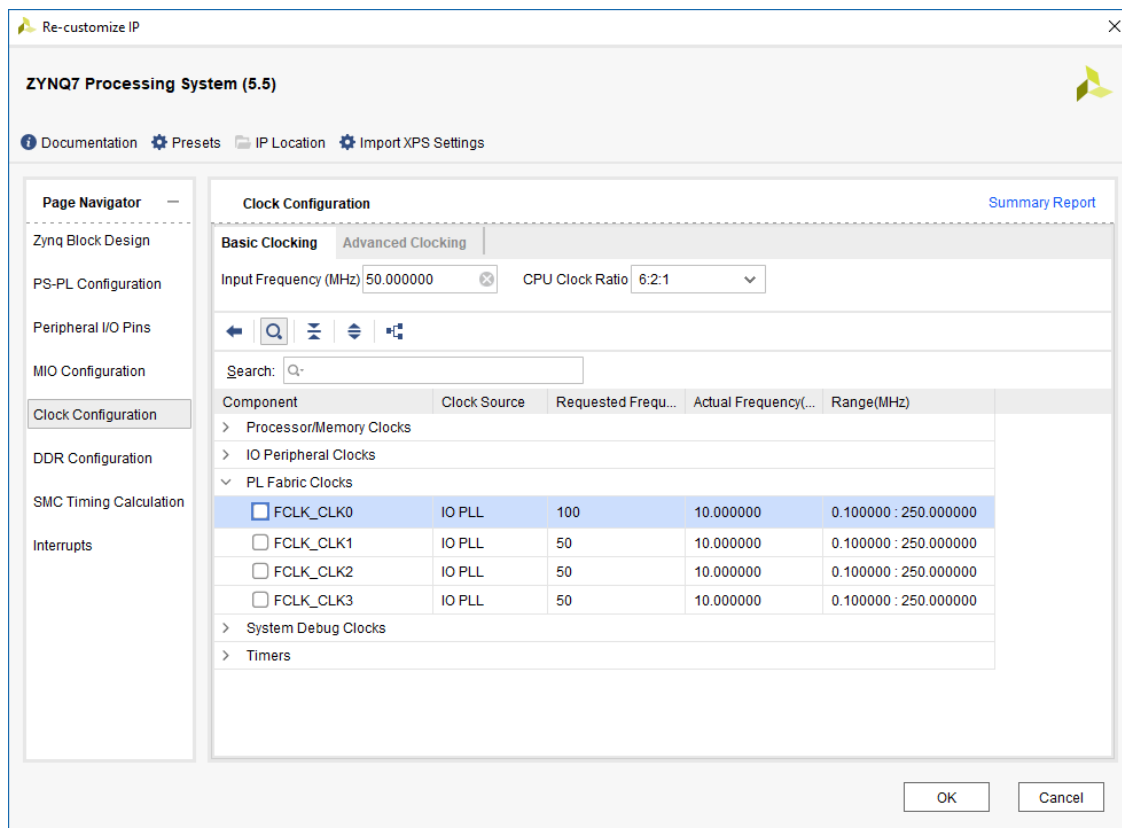 Re-customize IP
ZYNQ7 Processing System (5.5)
Documentation Presets IP Location Import XPS Settings
Page Navigator
Zynq Block Design
PS-PL Configuration
Peripheral I/O Pins
MIO Configuration
Clock Configuration
DDR Configuration
SMC Timing Calculation
Interrupts
Clock Configuration Summary Report
Basic Clocking Advanced Clocking
Input Frequency (MHz) 50.000000 CPU Clock Ratio 6:2:1
Search:
Component Clock Source Requested Frequ... Actual Frequency(... Range(MHz)
Processor/Memory Clocks
IO Peripheral Clocks
PL Fabric Clocks
FCLK_CLK0 IO PLL 100 10.000000 0.100000 : 250.000000
FCLK_CLK1 IO PLL 50 10.000000 0.100000 : 250.000000
FCLK_CLK2 IO PLL 50 10.000000 0.100000 : 250.000000
FCLK_CLK3 IO PLL 50 10.000000 0.100000 : 250.000000
System Debug Clocks
Timers
OK Cancel